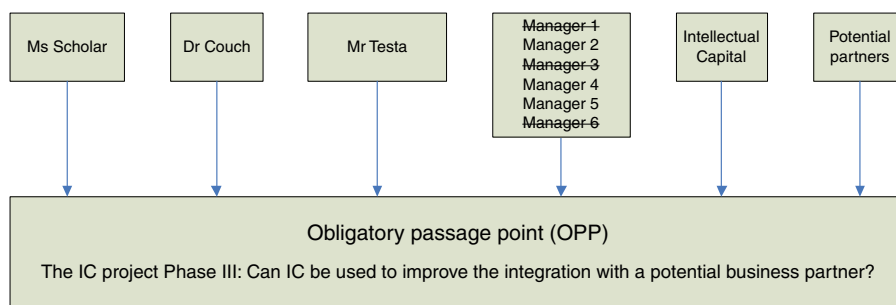 Ms Scholar
Dr Couch
Mr Testa
Manager 1
Manager 2
Manager 3
Manager 4
Manager 5
Manager 6
Intellectual
Capital
Potential
partners
Obligatory passage point (OPP)
The IC project Phase III: Can IC be used to improve the integration with a potential business partner?